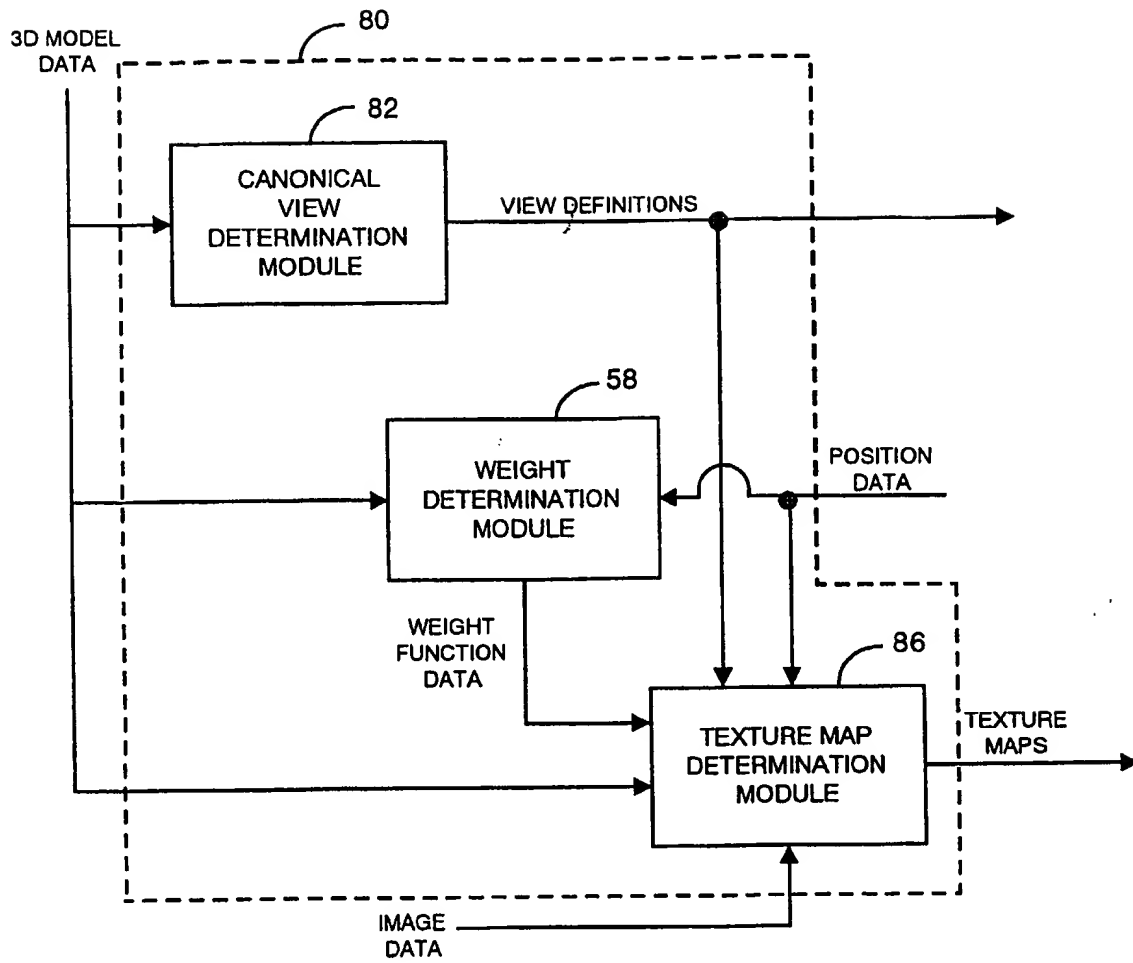 80
3D MODEL
DATA
82
CANONICAL
VIEW
DETERMINATION
MODULE
VIEW DEFINITIONS
58
WEIGHT
DETERMINATION
MODULE
POSITION
DATA
WEIGHT
FUNCTION
DATA
86
TEXTURE MAP
DETERMINATION
MODULE
TEXTURE
MAPS
IMAGE
DATA